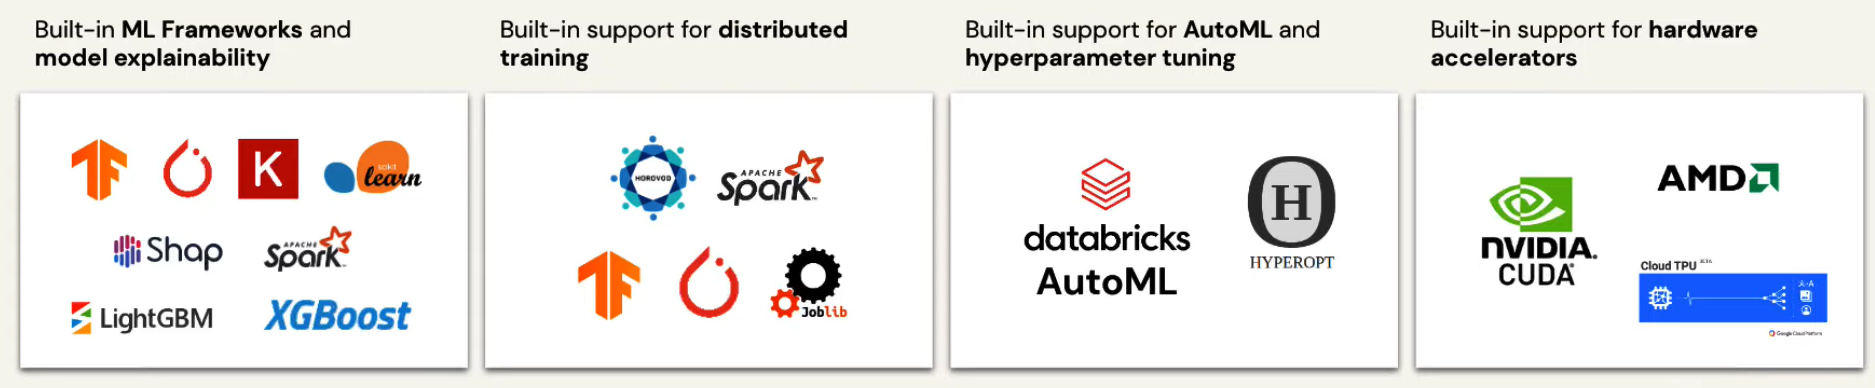 Built-in ML Frameworks and
model explainability
K
scikit
learn
Shap
APACHE
Spark
LightGBM
XGBoost
Built-in support for distributed
training
HOROVOD
APACHE
Spark™
Joblib
Built-in support for AutoML and
hyperparameter tuning
databricks
AutoML
H
HYPEROPT
Built-in support for hardware
accelerators
AMD
NVIDIA.
CUDA®
Cloud TPU BETA
Google Cloud Platform